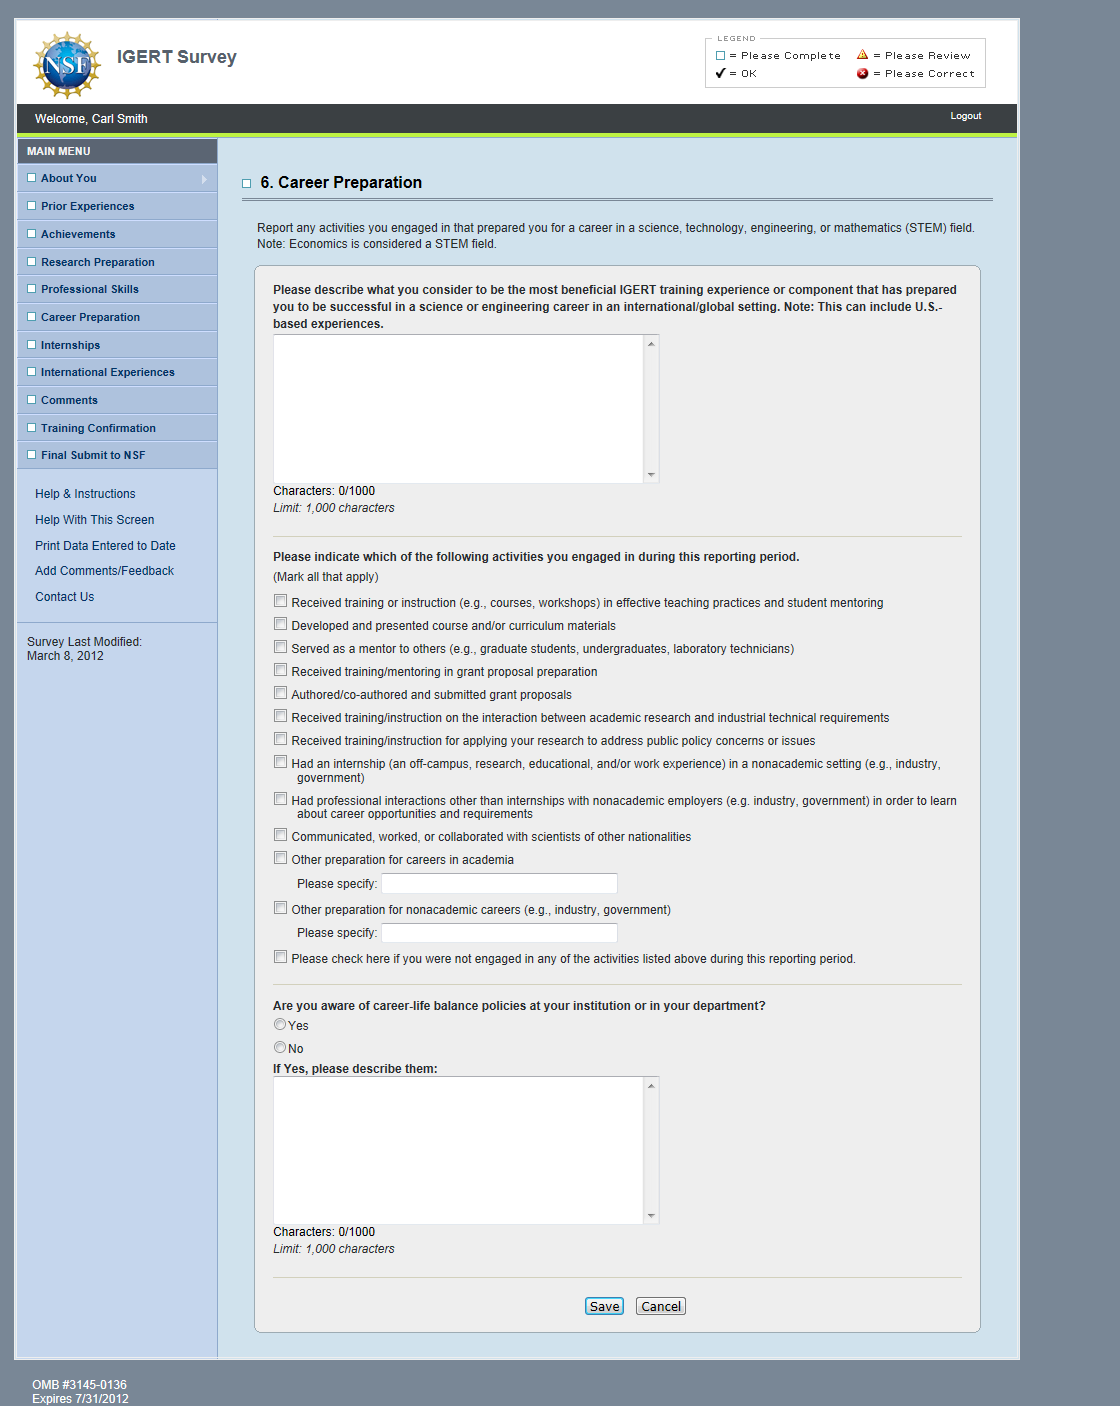 NSF
IGERT Survey
LEGEND
= Please Complete
= Please Review
= OK
= Please Correct
Welcome, Carl Smith
Logout
MAIN MENU
About You
Prior Experiences
Achievements
Research Preparation
Professional Skills
Career Preparation
Internships
International Experiences
Comments
Training Confirmation
Final Submit to NSF
Help & Instructions
Help With This Screen
Print Data Entered to Date
Add Comments/Feedback
Contact Us
Survey Last Modified:
March 8, 2012
6. Career Preparation
Report any activities you engaged in that prepared you for a career in a science, technology, engineering, or mathematics (STEM) field.
Note: Economics is considered a STEM field.
Please describe what you consider to be the most beneficial IGERT training experience or component that has prepared
you to be successful in a science or engineering career in an international/global setting. Note: This can include U.S.-
based experiences.
Characters: 0/1000
Limit: 1,000 characters
Please indicate which of the following activities you engaged in during this reporting period.
(Mark all that apply)
Received training or instruction (e.g., courses, workshops) in effective teaching practices and student mentoring
Developed and presented course and/or curriculum materials
Served as a mentor to others (e.g., graduate students, undergraduates, laboratory technicians)
Received training/mentoring in grant proposal preparation
Authored/co-authored and submitted grant proposals
Received training/instruction on the interaction between academic research and industrial technical requirements
Received training/instruction for applying your research to address public policy concerns or issues
Had an internship (an off-campus, research, educational, and/or work experience) in a nonacademic setting (e.g., industry,
government)
Had professional interactions other than internships with nonacademic employers (e.g. industry, government) in order to learn
about career opportunities and requirements
Communicated, worked, or collaborated with scientists of other nationalities
Other preparation for careers in academia
Please specify:
Other preparation for nonacademic careers (e.g., industry, government)
Please specify:
Please check here if you were not engaged in any of the activities listed above during this reporting period.
Are you aware of career-life balance policies at your institution or in your department?
Yes
No
If Yes, please describe them:
Characters: 0/1000
Limit: 1,000 characters
Save
Cancel
OMB #3145-0136
Expires 7/31/2012